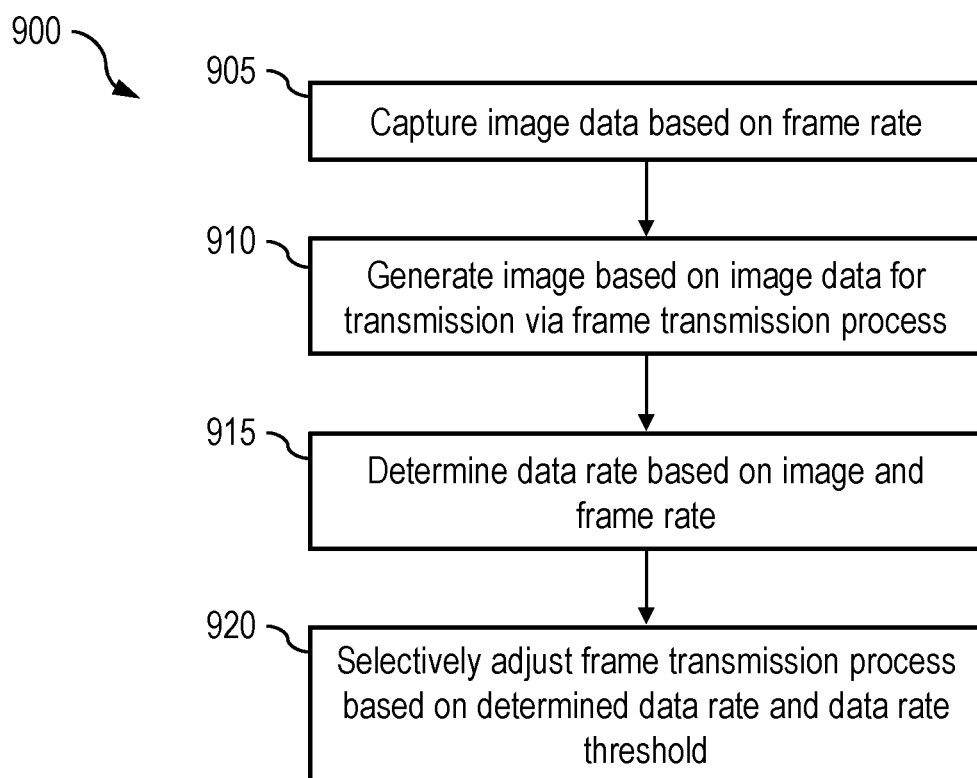 900
905
Capture image data based on frame rate
910
Generate image based on image data for
transmission via frame transmission process
915
Determine data rate based on image and
frame rate
920
Selectively adjust frame transmission process
based on determined data rate and data rate
threshold